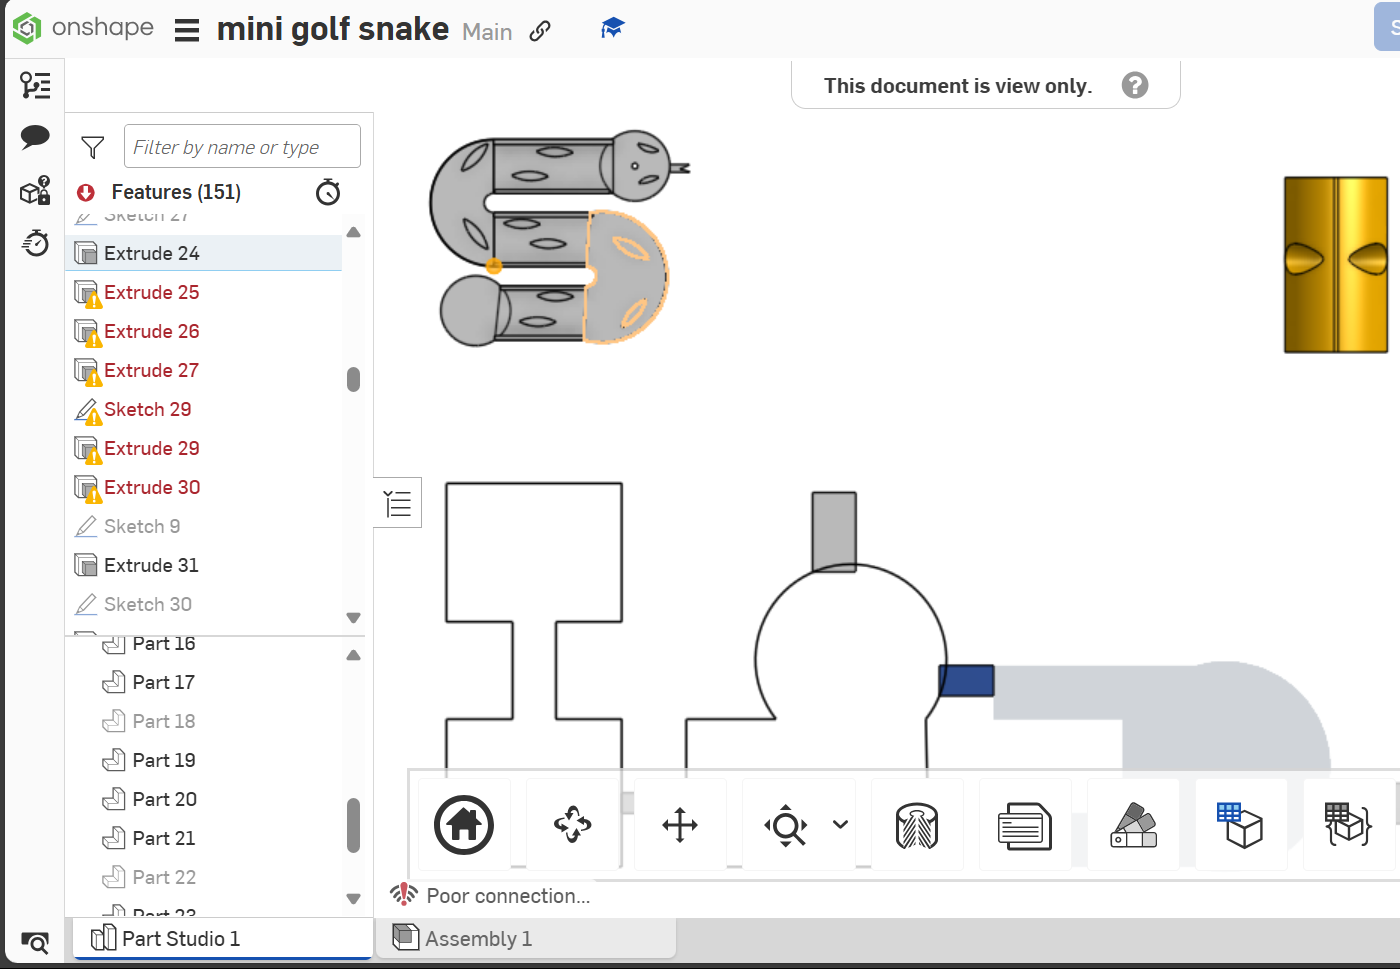 onshape
mini golf snake Main
S
This document is view only.
?
Filter by name or type
Features (151)
Sketch 27
Extrude 24
Extrude 25
Extrude 26
Extrude 27
Sketch 29
Extrude 29
Extrude 30
Sketch 9
Extrude 31
Sketch 30
Part 16
Part 17
Part 18
Part 19
Part 20
Part 21
Part 22
Part 23
Poor connection...
Part Studio 1
Assembly 1